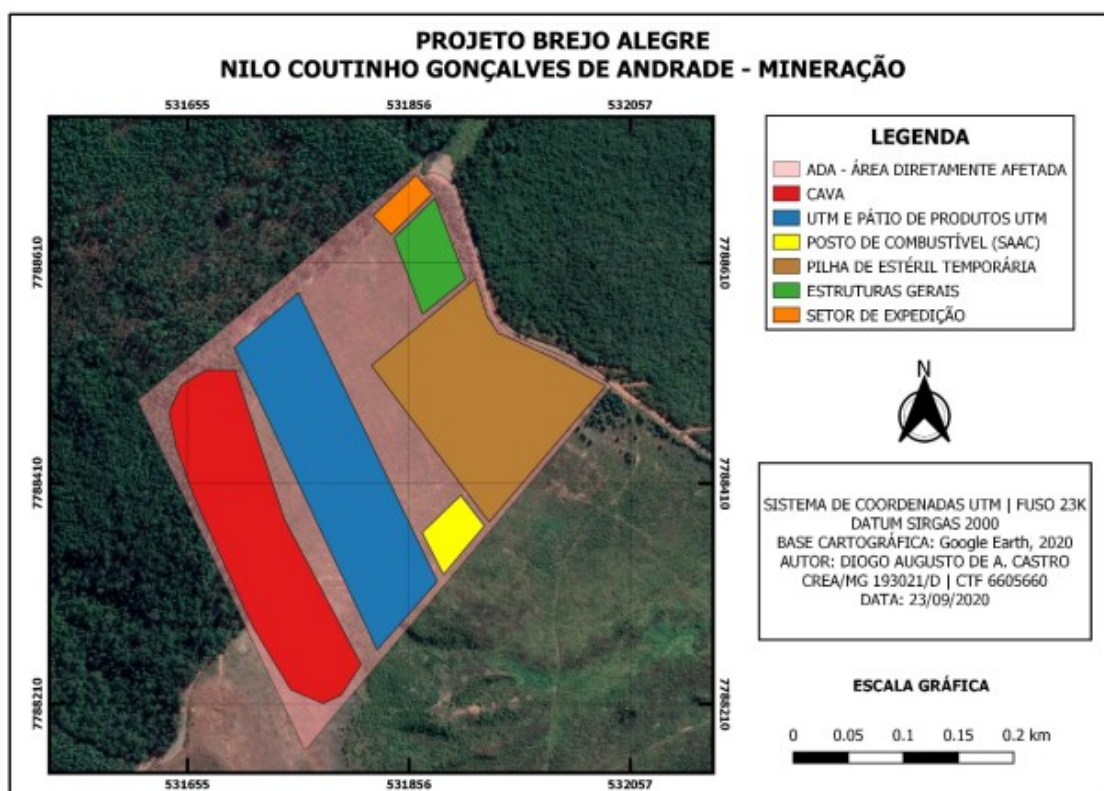 PROJETO BREJO ALEGRE
NILO COUTINHO GONÇALVES DE ANDRADE - MINERAÇÃO
531655 531856 532057
7788610 7788610
7788410 7788410
7788210 7788210
531655 531856 532057
LEGENDA
ADA - ÁREA DIRETAMENTE AFETADA
CAVA
UTM E PÁTIO DE PRODUTOS UTM
POSTO DE COMBUSTÍVEL (SAAC)
PILHA DE ESTÉRIL TEMPORÁRIA
ESTRUTURAS GERAIS
SETOR DE EXPEDIÇÃO
N
SISTEMA DE COORDENADAS UTM | FUSO 23K
DATUM SIRGAS 2000
BASE CARTOGRÁFICA: Google Earth, 2020
AUTOR: DIOGO AUGUSTO DE A. CASTRO
CREA/MG 193021/D | CTF 6605660
DATA: 23/09/2020
ESCALA GRÁFICA
0 0.05 0.1 0.15 0.2 km